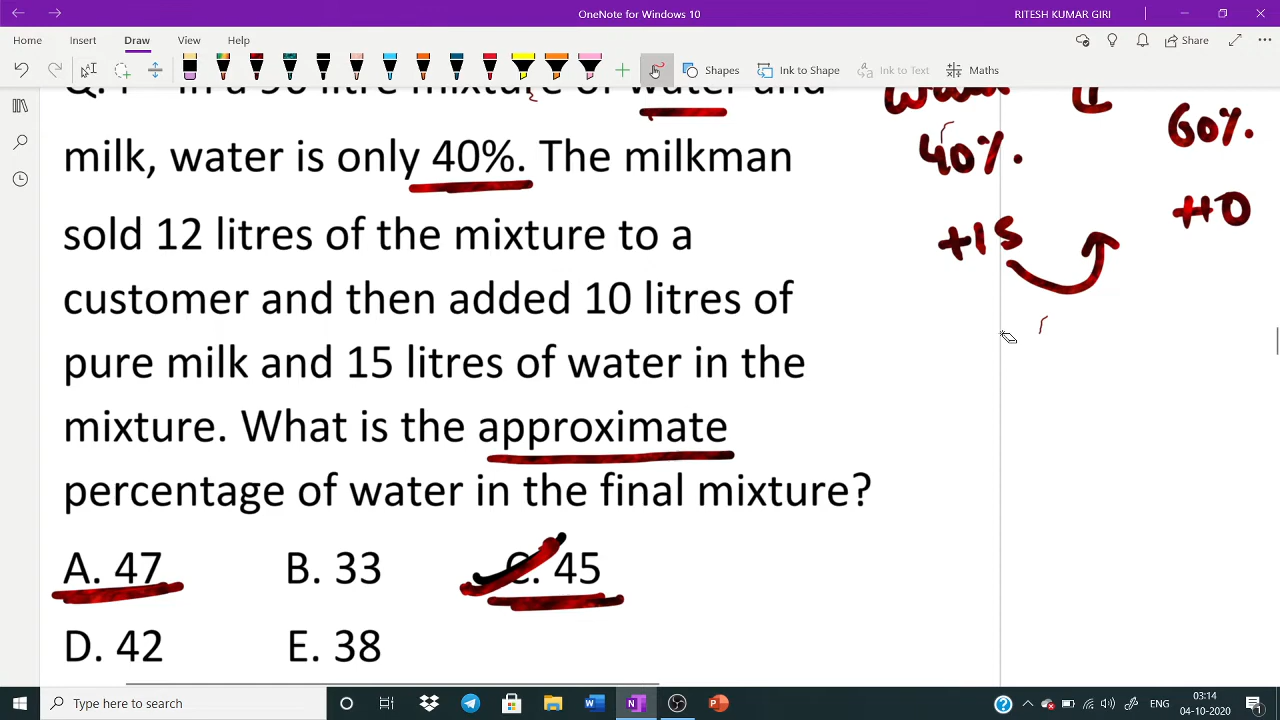 OneNote for Windows 10
RITESH KUMAR GIRI
Home Insert Draw View Help
Share
Shapes Ink to Shape Ink to Text Maths
milk, water is only 40%. The milkman
sold 12 litres of the mixture to a
customer and then added 10 litres of
pure milk and 15 litres of water in the
mixture. What is the approximate
percentage of water in the final mixture?
A. 47 B. 33 C. 45
D. 42 E. 38
60%.
40%.
+10
+15
Type here to search
ENG
03:14
04-10-2020